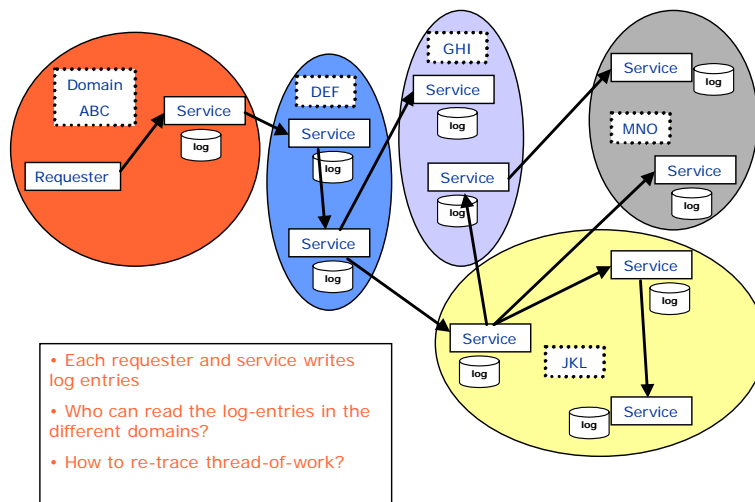 Domain
ABC
Service
log
Requester
DEF
Service
log
Service
log
GHI
Service
log
Service
log
Service
log
MNO
Service
log
Service
log
Service
log
JKL
Service
log
• Each requester and service writes
log entries
• Who can read the log-entries in the
different domains?
• How to re-trace thread-of-work?